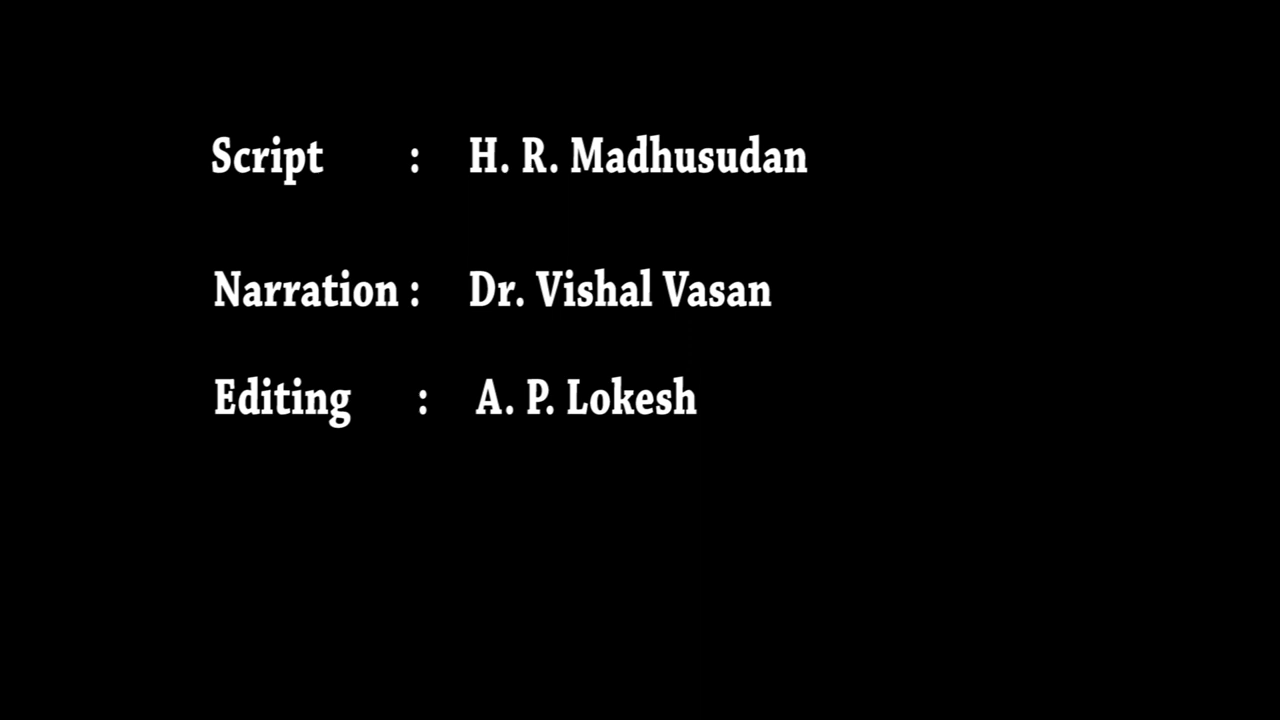 Script : H. R. Madhusudan
Narration : Dr. Vishal Vasan
Editing : A. P. Lokesh